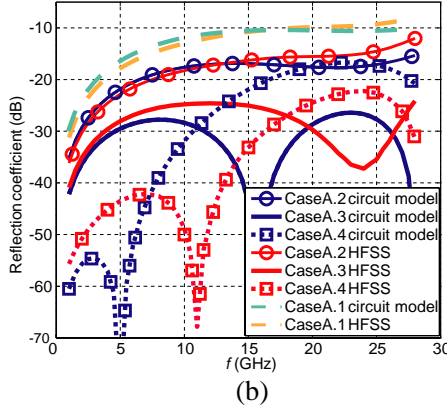 -10
-20
-30
-40
-50
-60
-70
0
5
10
15
20
25
30
Reflection coefficient (dB)
CaseA.2 circuit model
CaseA.3 circuit model
CaseA.4 circuit model
CaseA.2 HFSS
CaseA.3 HFSS
CaseA.4 HFSS
CaseA.1 circuit model
CaseA.1 HFSS
f (GHz)
(b)